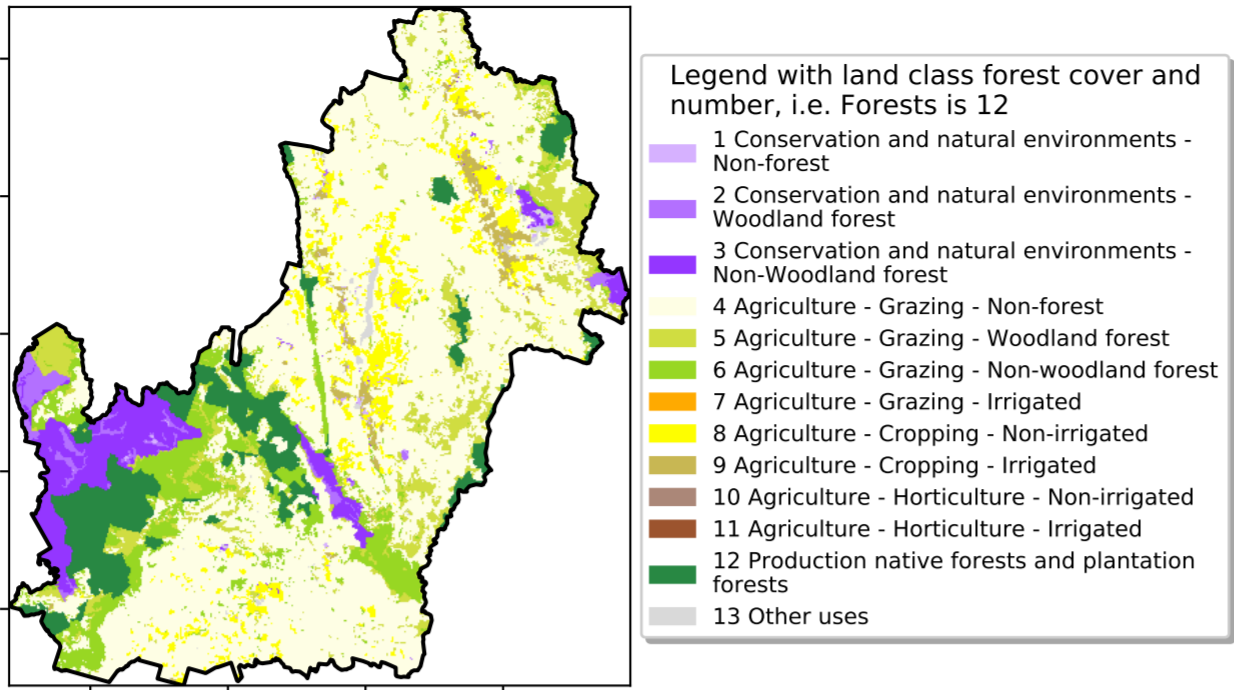 Legend with land class forest cover and
number, i.e. Forests is 12
1 Conservation and natural environments -
Non-forest
2 Conservation and natural environments -
Woodland forest
3 Conservation and natural environments -
Non-Woodland forest
4 Agriculture - Grazing - Non-forest
5 Agriculture - Grazing - Woodland forest
6 Agriculture - Grazing - Non-woodland forest
7 Agriculture - Grazing - Irrigated
8 Agriculture - Cropping - Non-irrigated
9 Agriculture - Cropping - Irrigated
10 Agriculture - Horticulture - Non-irrigated
11 Agriculture - Horticulture - Irrigated
12 Production native forests and plantation
forests
13 Other uses